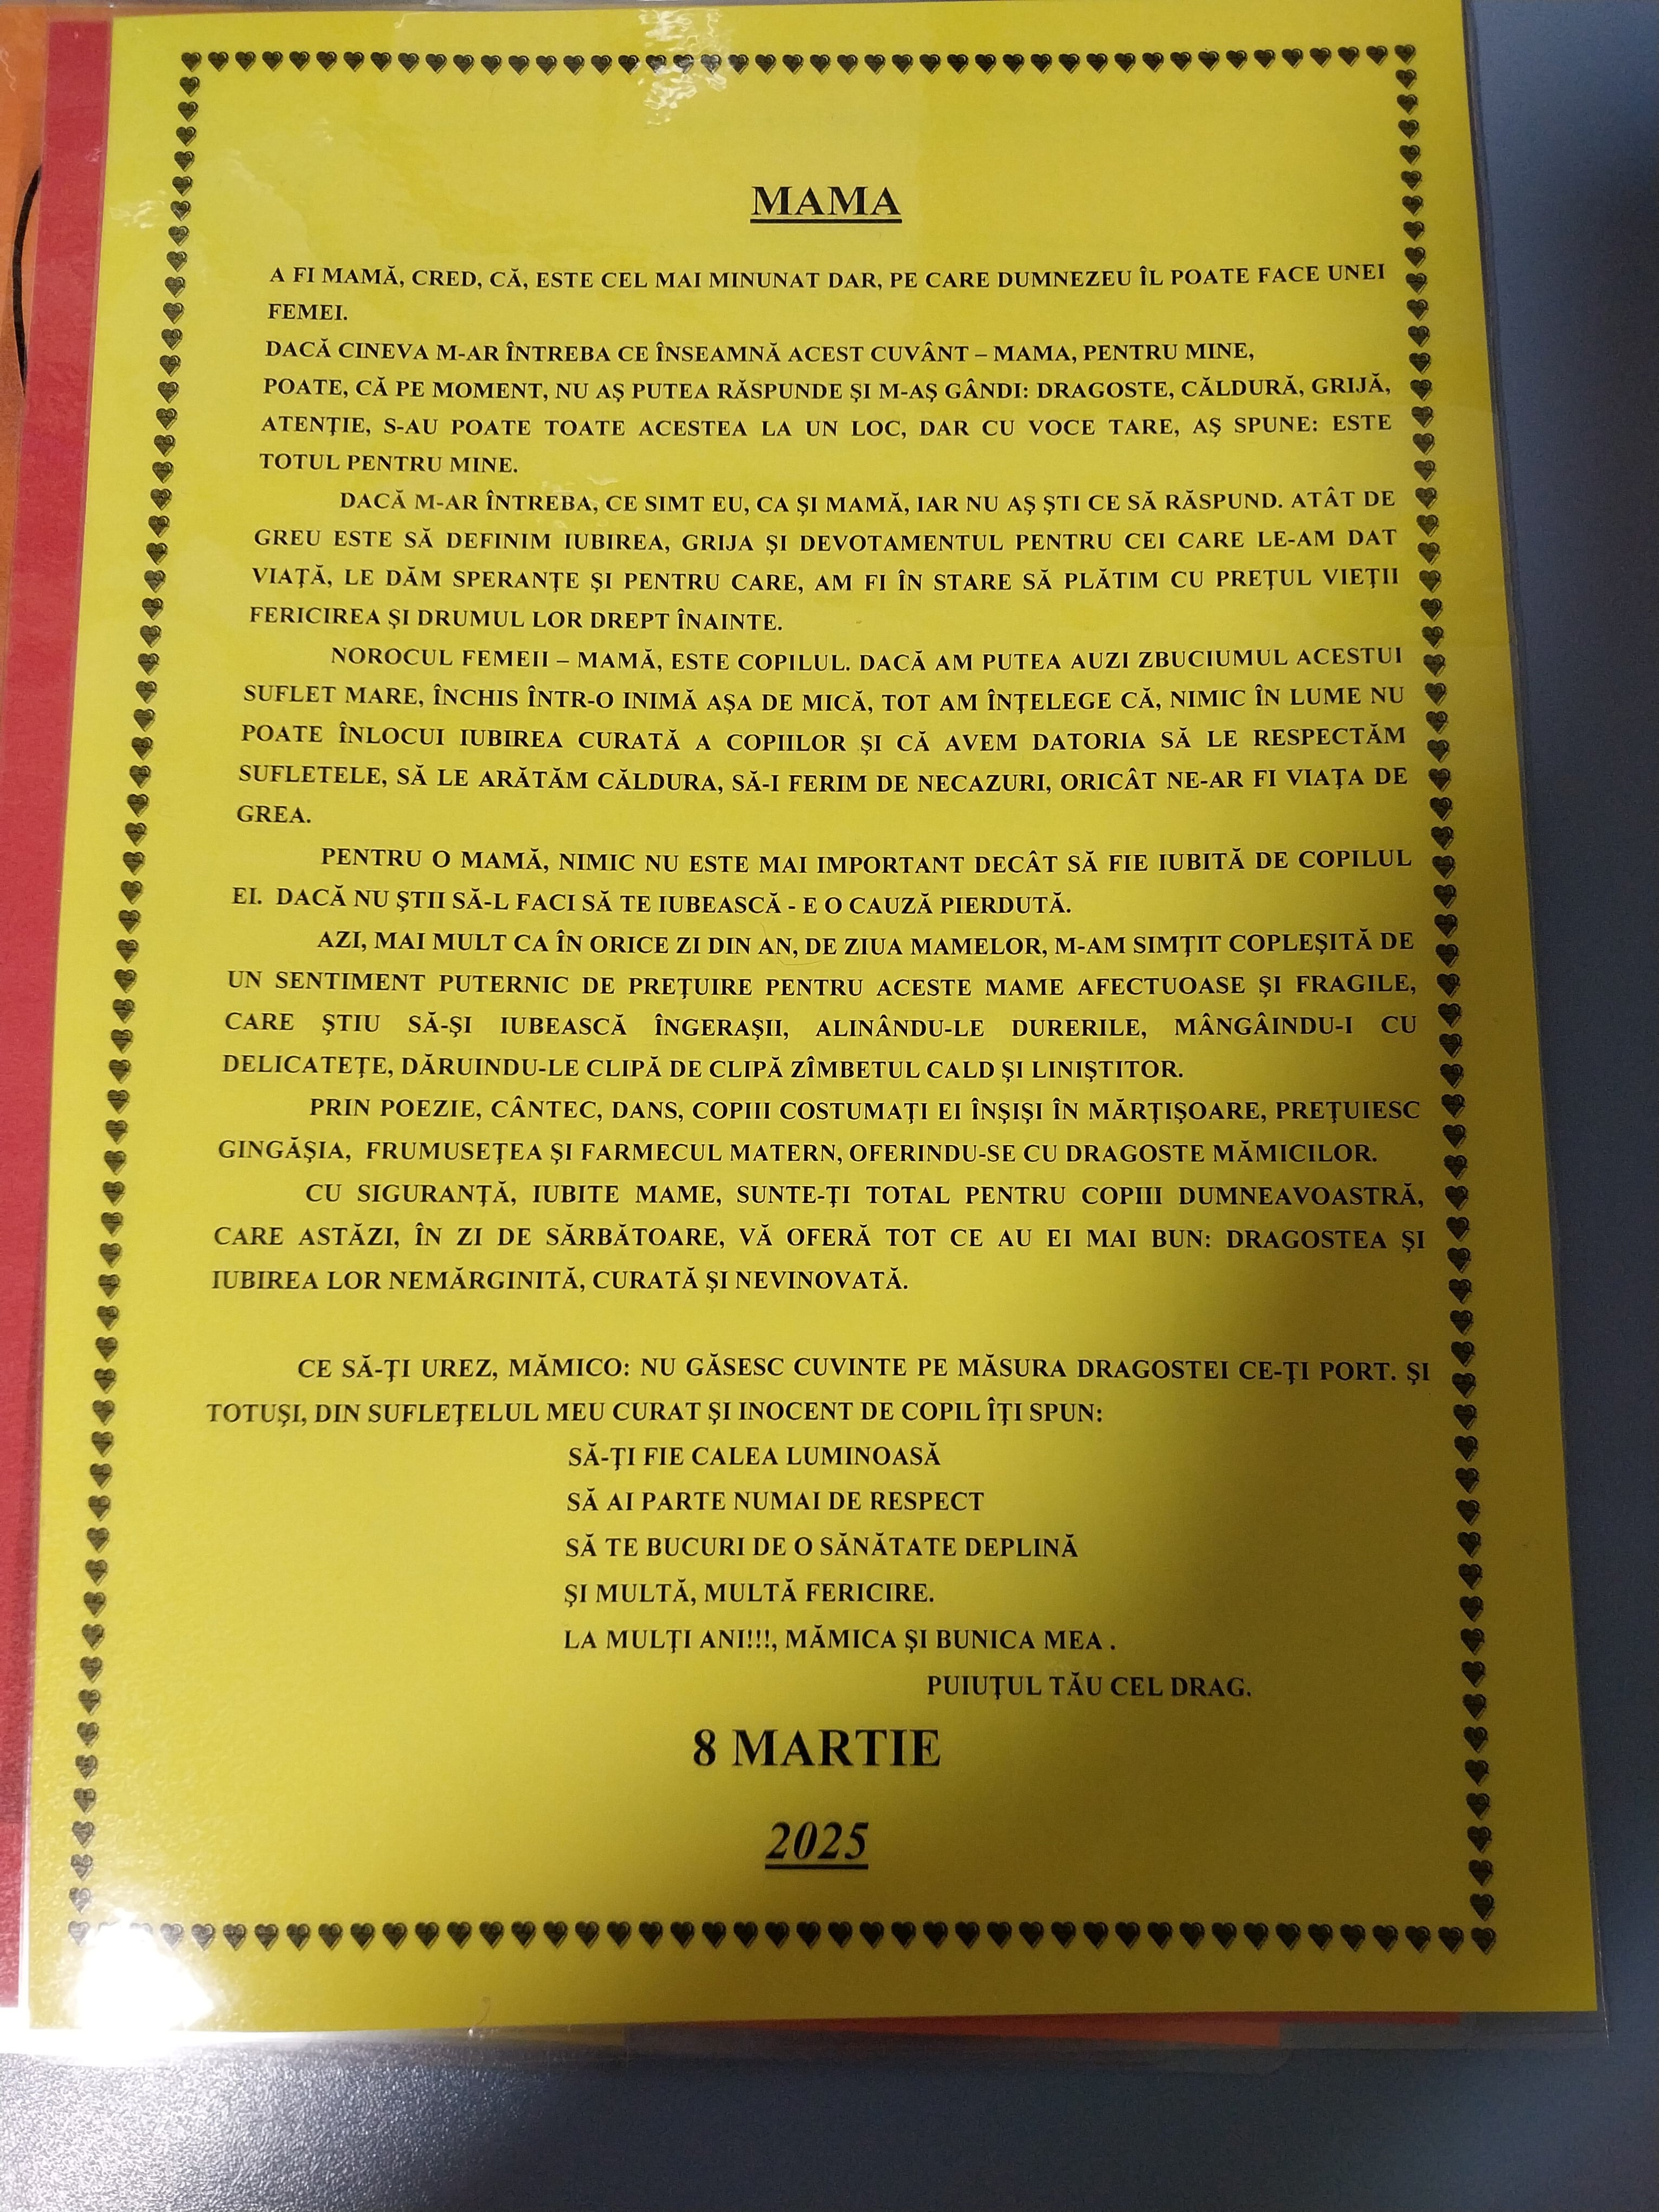 MAMA
A FI MAMĂ, CRED, CĂ, ESTE CEL MAI MINUNAT DAR, PE CARE DUMNEZEU ÎL POATE FACE UNEI
FEMEI.
DACĂ CINEVA M-AR ÎNTREBA CE ÎNSEAMNĂ ACEST CUVÂNT – MAMA, PENTRU MINE,
POATE, CĂ PE MOMENT, NU AŞ PUTEA RĂSPUNDE ŞI M-AŞ GÂNDI: DRAGOSTE, CĂLDURĂ, GRIJĂ,
ATENŢIE, S-AU POATE TOATE ACESTEA LA UN LOC, DAR CU VOCE TARE, AŞ SPUNE: ESTE
TOTUL PENTRU MINE.
DACĂ M-AR ÎNTREBA, CE SIMT EU, CA ŞI MAMĂ, IAR NU AŞ ŞTI CE SĂ RĂSPUND. ATÂT DE
GREU ESTE SĂ DEFINIM IUBIREA, GRIJA ŞI DEVOTAMENTUL PENTRU CEI CARE LE-AM DAT
VIAŢĂ, LE DĂM SPERANŢE ŞI PENTRU CARE, AM FI ÎN STARE SĂ PLĂTIM CU PREŢUL VIEŢII
FERICIREA ŞI DRUMUL LOR DREPT ÎNAINTE.
NOROCUL FEMEII – MAMĂ, ESTE COPILUL. DACĂ AM PUTEA AUZI ZBUCIUMUL ACESTUI
SUFLET MARE, ÎNCHIS ÎNTR-O INIMĂ AŞA DE MICĂ, TOT AM ÎNŢELEGE CĂ, NIMIC ÎN LUME NU
POATE ÎNLOCUI IUBIREA CURATĂ A COPIILOR ŞI CĂ AVEM DATORIA SĂ LE RESPECTĂM
SUFLETELE, SĂ LE ARĂTĂM CĂLDURA, SĂ-I FERIM DE NECAZURI, ORICÂT NE-AR FI VIAŢA DE
GREA.
PENTRU O MAMĂ, NIMIC NU ESTE MAI IMPORTANT DECÂT SĂ FIE IUBITĂ DE COPILUL
EI. DACĂ NU ŞTII SĂ-L FACI SĂ TE IUBEASCĂ - E O CAUZĂ PIERDUTĂ.
AZI, MAI MULT CA ÎN ORICE ZI DIN AN, DE ZIUA MAMELOR, M-AM SIMŢIT COPLEŞITĂ DE
UN SENTIMENT PUTERNIC DE PREŢUIRE PENTRU ACESTE MAME AFECTUOASE ŞI FRAGILE,
CARE ŞTIU SĂ-ŞI IUBEASCĂ ÎNGERAŞII, ALINÂNDU-LE DURERILE, MÂNGÂINDU-I CU
DELICATEŢE, DĂRUINDU-LE CLIPĂ DE CLIPĂ ZÎMBETUL CALD ŞI LINIŞTITOR.
PRIN POEZIE, CÂNTEC, DANS, COPIII COSTUMAŢI EI ÎNŞIŞI ÎN MĂRŢIŞOARE, PREŢUIESC
GINGĂŞIA, FRUMUSEŢEA ŞI FARMECUL MATERN, OFERINDU-SE CU DRAGOSTE MĂMICILOR.
CU SIGURANŢĂ, IUBITE MAME, SUNTE-ŢI TOTAL PENTRU COPIII DUMNEAVOASTRĂ,
CARE ASTĂZI, ÎN ZI DE SĂRBĂTOARE, VĂ OFERĂ TOT CE AU EI MAI BUN: DRAGOSTEA ŞI
IUBIREA LOR NEMĂRGINITĂ, CURATĂ ŞI NEVINOVATĂ.
CE SĂ-ŢI UREZ, MĂMICO: NU GĂSESC CUVINTE PE MĂSURA DRAGOSTEI CE-ŢI PORT. ŞI
TOTUŞI, DIN SUFLEŢELUL MEU CURAT ŞI INOCENT DE COPIL ÎŢI SPUN:
SĂ-ŢI FIE CALEA LUMINOASĂ
SĂ AI PARTE NUMAI DE RESPECT
SĂ TE BUCURI DE O SĂNĂTATE DEPLINĂ
ŞI MULTĂ, MULTĂ FERICIRE.
LA MULŢI ANI!!!, MĂMICA ŞI BUNICA MEA .
PUIUŢUL TĂU CEL DRAG.
8 MARTIE
2025